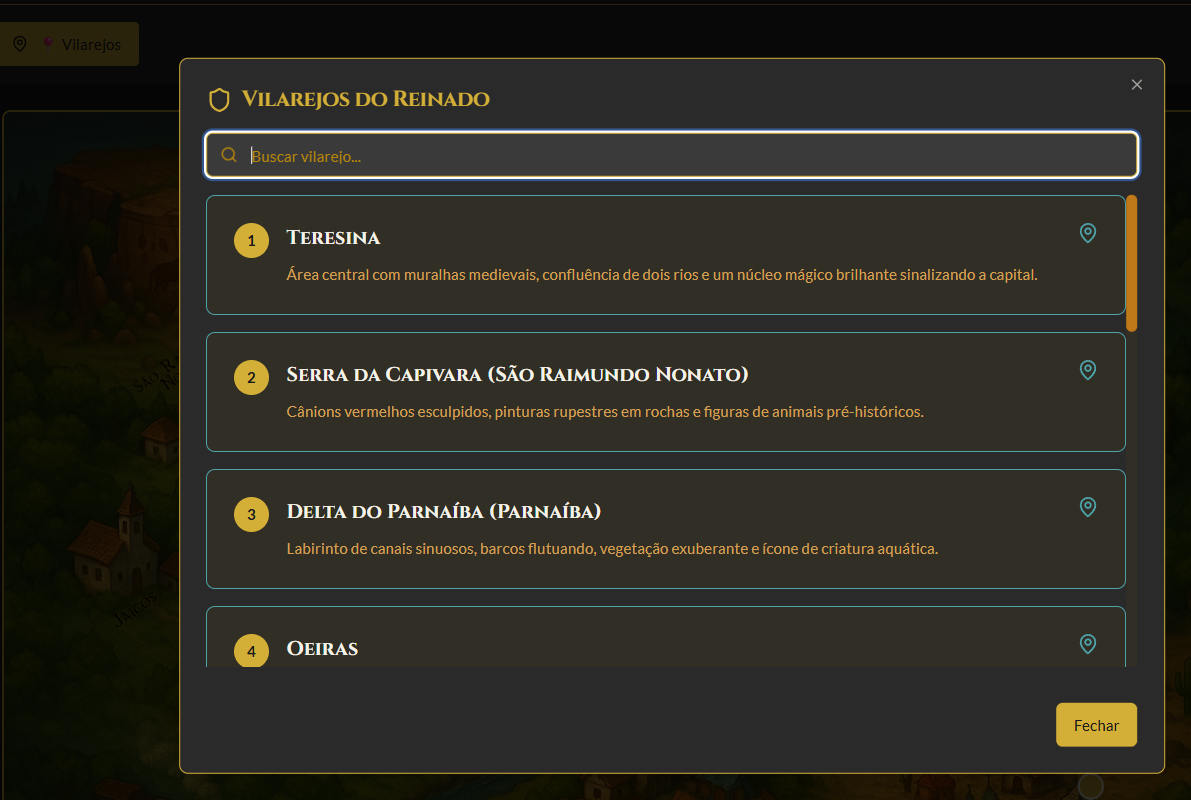 Vilarejos
Vilarejos do Reinado
Buscar vilarejo...
1
Teresina
Área central com muralhas medievais, confluência de dois rios e um núcleo mágico brilhante sinalizando a capital.
2
Serra da Capivara (São Raimundo Nonato)
Cânions vermelhos esculpidos, pinturas rupestres em rochas e figuras de animais pré-históricos.
3
Delta do Parnaíba (Parnaíba)
Labirinto de canais sinuosos, barcos flutuando, vegetação exuberante e ícone de criatura aquática.
4
Oeiras
Fechar
Jaicós